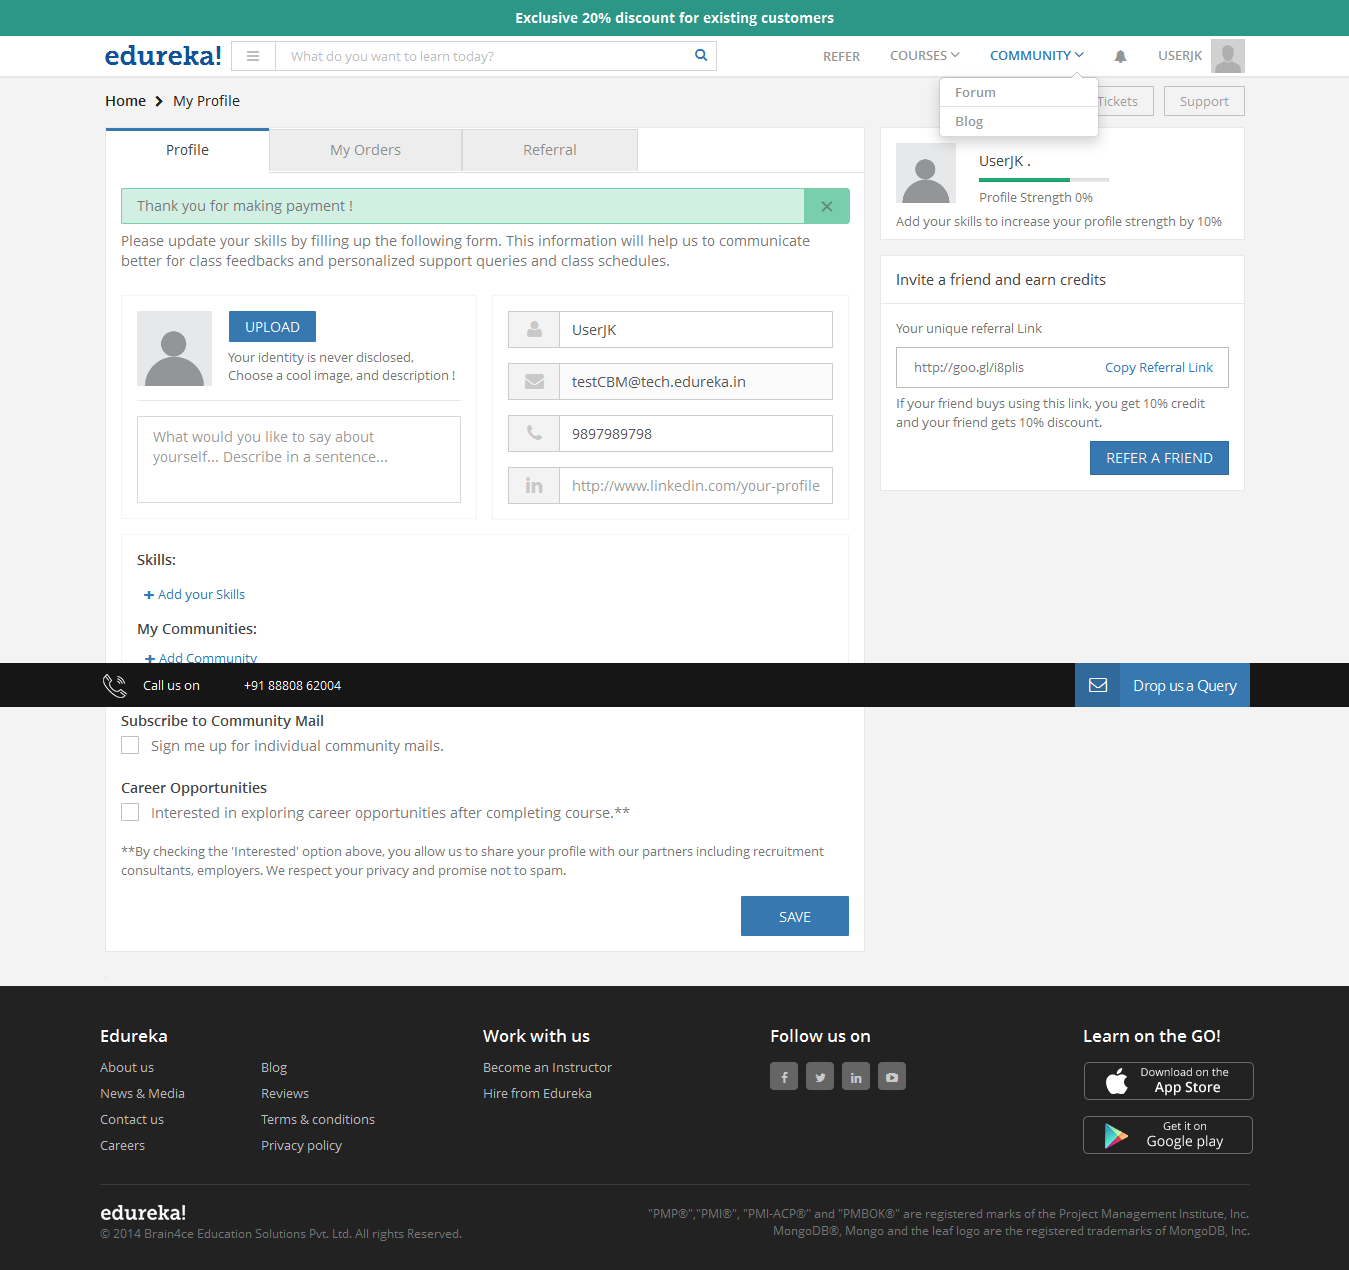 Exclusive 20% discount for existing customers
edureka!
What do you want to learn today?
REFER
COURSES
COMMUNITY
USERJK
Forum
Blog
Home
My Profile
Tickets
Support
Profile
My Orders
Referral
Thank you for making payment !
Please update your skills by filling up the following form. This information will help us to communicate
better for class feedbacks and personalized support queries and class schedules.
UPLOAD
Your identity is never disclosed,
Choose a cool image, and description !
What would you like to say about
yourself... Describe in a sentence...
UserJK
testCBM@tech.edureka.in
9897989798
http://www.linkedin.com/your-profile
Skills:
+ Add your Skills
My Communities:
+ Add Community
UserJK .
Profile Strength 0%
Add your skills to increase your profile strength by 10%
Invite a friend and earn credits
Your unique referral Link
http://goo.gl/i8plis
Copy Referral Link
If your friend buys using this link, you get 10% credit
and your friend gets 10% discount.
REFER A FRIEND
Call us on
+91 88808 62004
Drop us a Query
Subscribe to Community Mail
Sign me up for individual community mails.
Career Opportunities
Interested in exploring career opportunities after completing course.**
**By checking the 'Interested' option above, you allow us to share your profile with our partners including recruitment
consultants, employers. We respect your privacy and promise not to spam.
SAVE
Edureka
About us
News & Media
Contact us
Careers
Blog
Reviews
Terms & conditions
Privacy policy
Work with us
Become an Instructor
Hire from Edureka
Follow us on
Learn on the GO!
Download on the
App Store
Get it on
Google play
edureka!
© 2014 Brain4ce Education Solutions Pvt. Ltd. All rights Reserved.
"PMP®","PMI®", "PMI-ACP®" and "PMBOK®" are registered marks of the Project Management Institute, Inc.
MongoDB®, Mongo and the leaf logo are the registered trademarks of MongoDB, Inc.